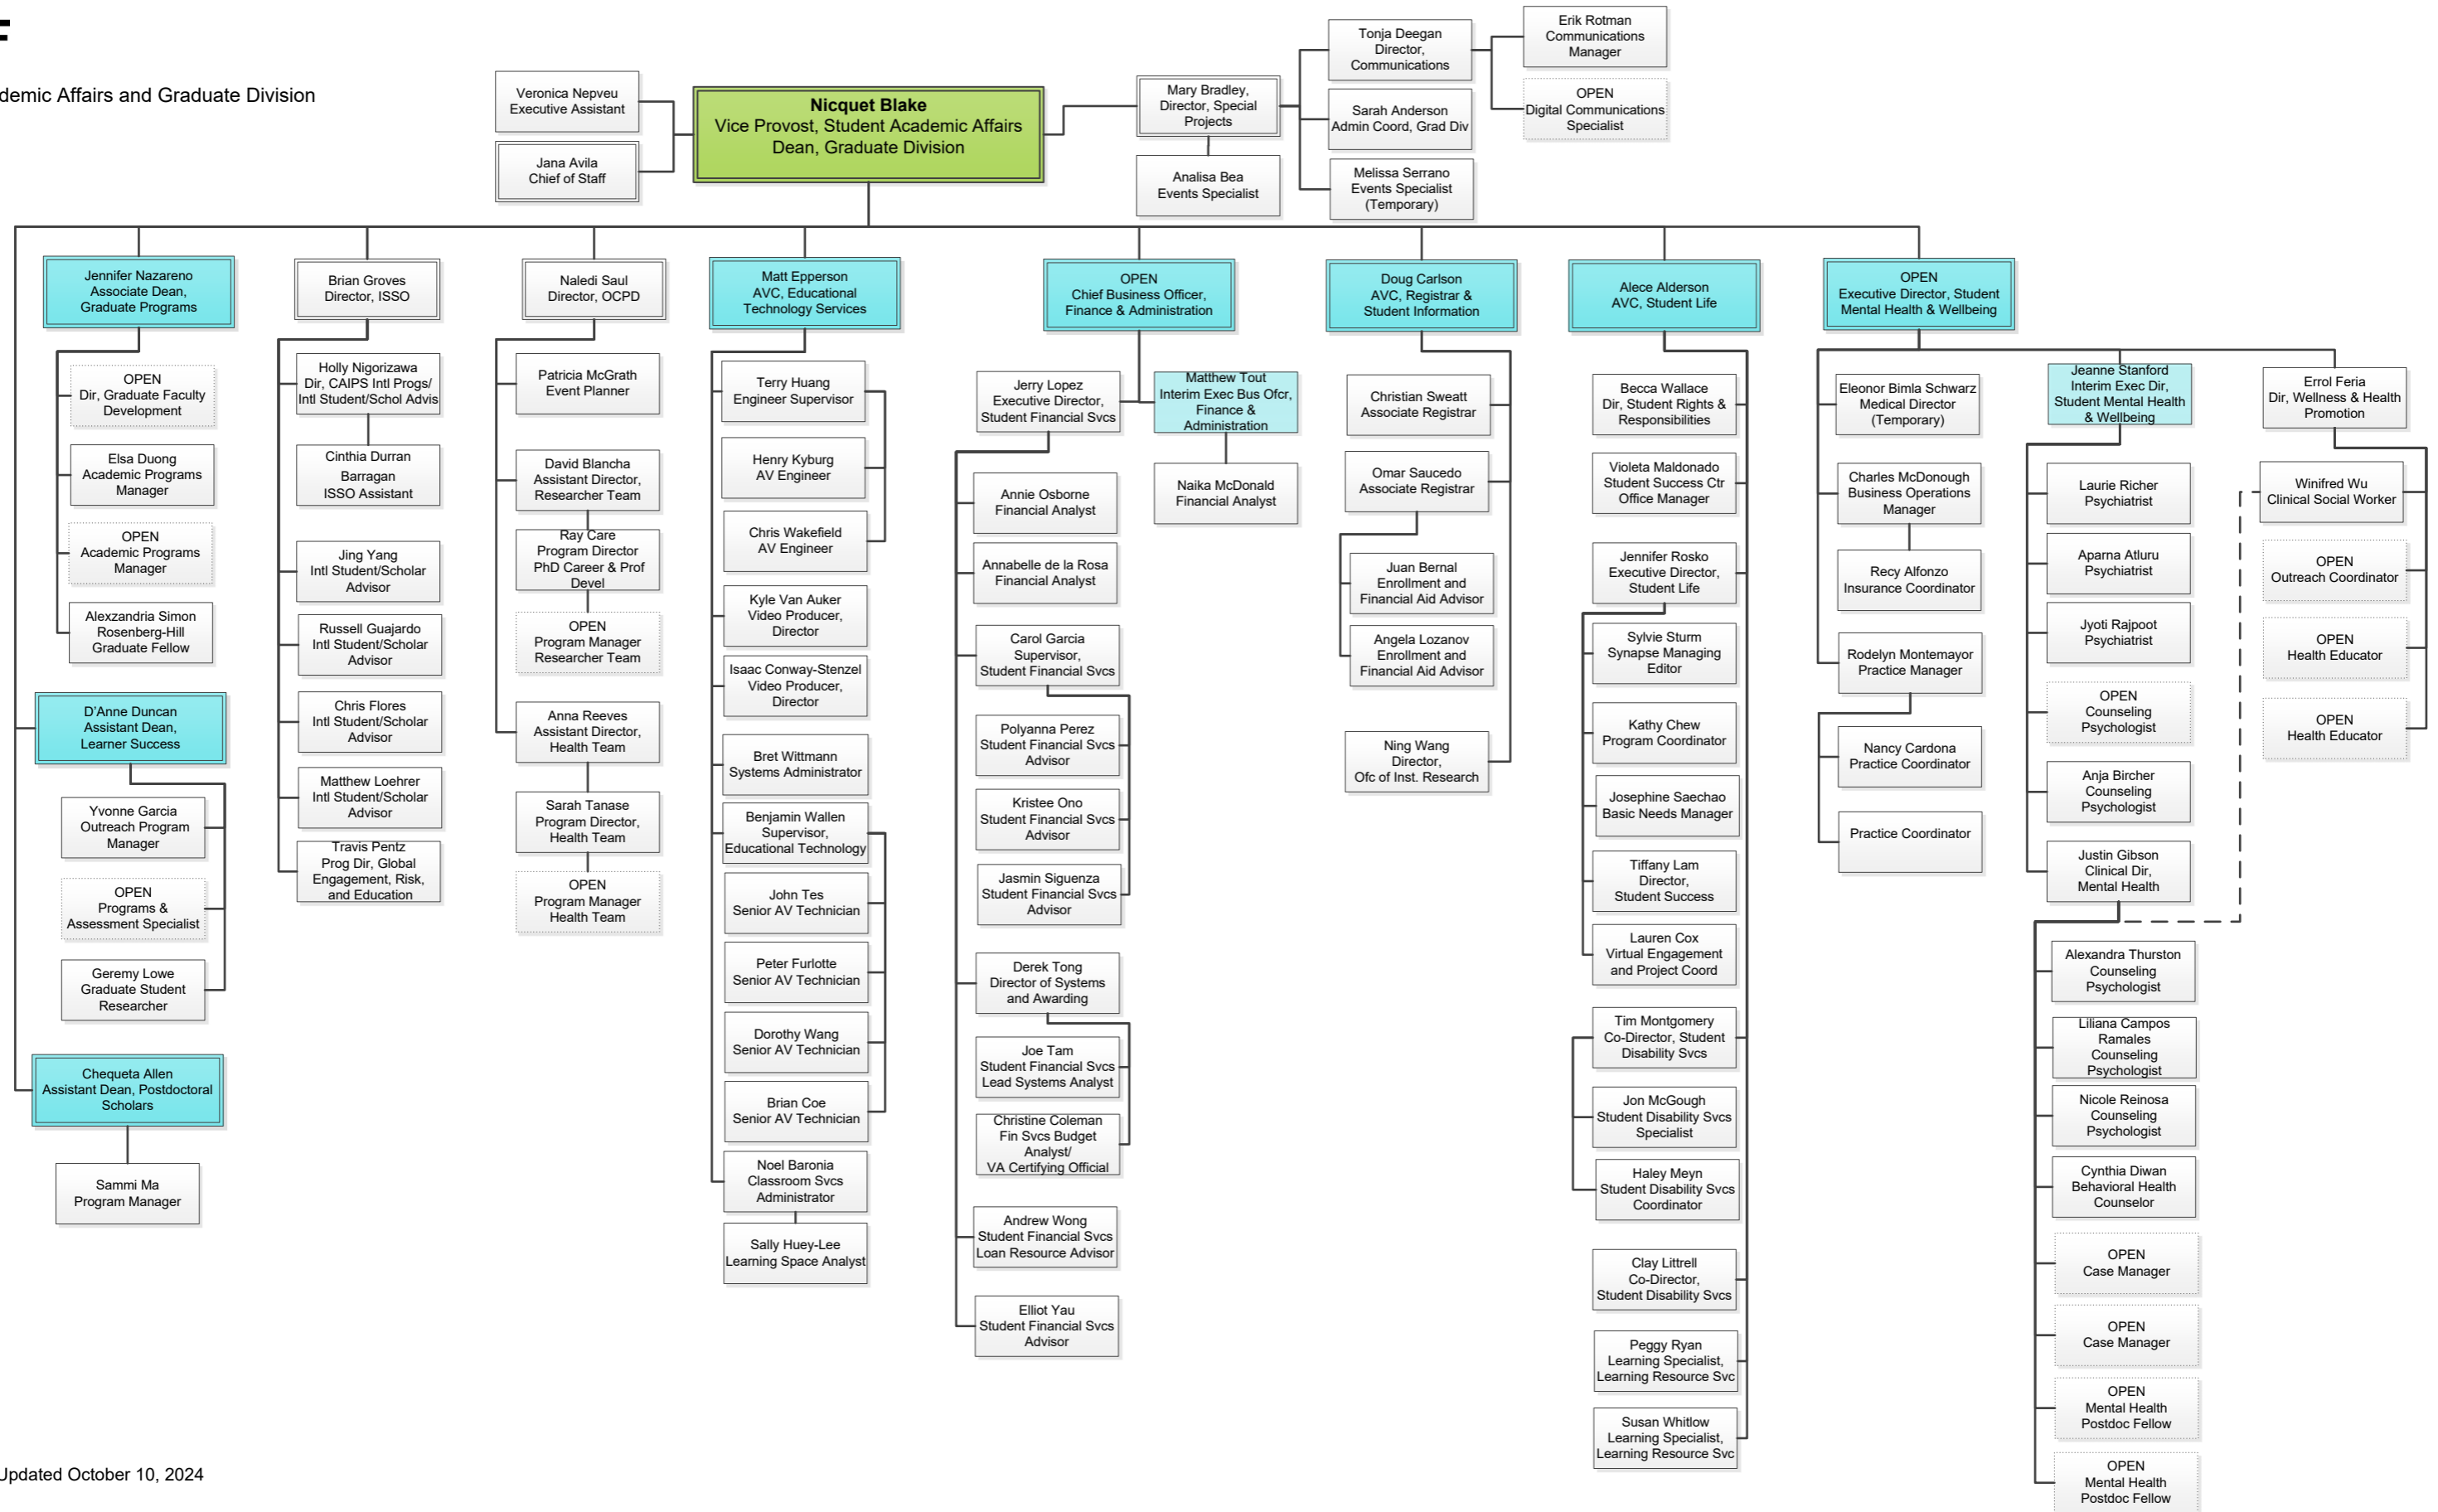 demic Affairs and Graduate Division
Veronica Nepveu
Executive Assistant
Jana Avila
Chief of Staff
Nicquet Blake
Vice Provost, Student Academic Affairs
Dean, Graduate Division
Mary Bradley,
Director, Special
Projects
Analisa Bea
Events Specialist
Tonja Deegan
Director,
Communications
Sarah Anderson
Admin Coord, Grad Div
Melissa Serrano
Events Specialist
(Temporary)
Erik Rotman
Communications
Manager
OPEN
Digital Communications
Specialist
Jennifer Nazareno
Associate Dean,
Graduate Programs
OPEN
Dir, Graduate Faculty
Development
Elsa Duong
Academic Programs
Manager
OPEN
Academic Programs
Manager
Alexzandria Simon
Rosenberg-Hill
Graduate Fellow
D'Anne Duncan
Assistant Dean,
Learner Success
Yvonne Garcia
Outreach Program
Manager
OPEN
Programs &
Assessment Specialist
Geremy Lowe
Graduate Student
Researcher
Chequeta Allen
Assistant Dean, Postdoctoral
Scholars
Sammi Ma
Program Manager
Brian Groves
Director, ISSO
Holly Nigorizawa
Dir, CAIPS Intl Progs/
Intl Student/Schol Advis
Cinthia Durran
Barragan
ISSO Assistant
Jing Yang
Intl Student/Scholar
Advisor
Russell Guajardo
Intl Student/Scholar
Advisor
Chris Flores
Intl Student/Scholar
Advisor
Matthew Loehrer
Intl Student/Scholar
Advisor
Travis Pentz
Prog Dir, Global
Engagement, Risk,
and Education
Naledi Saul
Director, OCPD
Patricia McGrath
Event Planner
David Blancha
Assistant Director,
Researcher Team
Ray Care
Program Director
PhD Career & Prof
Devel
OPEN
Program Manager
Researcher Team
Anna Reeves
Assistant Director,
Health Team
Sarah Tanase
Program Director,
Health Team
OPEN
Program Manager
Health Team
Matt Epperson
AVC, Educational
Technology Services
Terry Huang
Engineer Supervisor
Henry Kyburg
AV Engineer
Chris Wakefield
AV Engineer
Kyle Van Auker
Video Producer,
Director
Isaac Conway-Stenzel
Video Producer,
Director
Bret Wittmann
Systems Administrator
Benjamin Wallen
Supervisor,
Educational Technology
John Tes
Senior AV Technician
Peter Furlotte
Senior AV Technician
Dorothy Wang
Senior AV Technician
Brian Coe
Senior AV Technician
Noel Baronia
Classroom Svcs
Administrator
Sally Huey-Lee
Learning Space Analyst
OPEN
Chief Business Officer,
Finance & Administration
Jerry Lopez
Executive Director,
Student Financial Svcs
Matthew Tout
Interim Exec Bus Ofcr,
Finance &
Administration
Naika McDonald
Financial Analyst
Annie Osborne
Financial Analyst
Annabelle de la Rosa
Financial Analyst
Carol Garcia
Supervisor,
Student Financial Svcs
Polyanna Perez
Student Financial Svcs
Advisor
Kristee Ono
Student Financial Svcs
Advisor
Jasmin Siguenza
Student Financial Svcs
Advisor
Derek Tong
Director of Systems
and Awarding
Joe Tam
Student Financial Svcs
Lead Systems Analyst
Christine Coleman
Fin Svcs Budget
Analyst/
VA Certifying Official
Andrew Wong
Student Financial Svcs
Loan Resource Advisor
Elliot Yau
Student Financial Svcs
Advisor
Doug Carlson
AVC, Registrar &
Student Information
Christian Sweatt
Associate Registrar
Omar Saucedo
Associate Registrar
Juan Bernal
Enrollment and
Financial Aid Advisor
Angela Lozanov
Enrollment and
Financial Aid Advisor
Ning Wang
Director,
Ofc of Inst. Research
Alece Alderson
AVC, Student Life
Becca Wallace
Dir, Student Rights &
Responsibilities
Violeta Maldonado
Student Success Ctr
Office Manager
Jennifer Rosko
Executive Director,
Student Life
Sylvie Sturm
Synapse Managing
Editor
Kathy Chew
Program Coordinator
Josephine Saechao
Basic Needs Manager
Tiffany Lam
Director,
Student Success
Lauren Cox
Virtual Engagement
and Project Coord
Tim Montgomery
Co-Director, Student
Disability Svcs
Jon McGough
Student Disability Svcs
Specialist
Haley Meyn
Student Disability Svcs
Coordinator
Clay Littrell
Co-Director,
Student Disability Svcs
Peggy Ryan
Learning Specialist,
Learning Resource Svc
Susan Whitlow
Learning Specialist,
Learning Resource Svc
OPEN
Executive Director, Student
Mental Health & Wellbeing
Eleonor Bimla Schwarz
Medical Director
(Temporary)
Charles McDonough
Business Operations
Manager
Recy Alfonzo
Insurance Coordinator
Rodelyn Montemayor
Practice Manager
Nancy Cardona
Practice Coordinator
Practice Coordinator
Jeanne Stanford
Interim Exec Dir,
Student Mental Health
& Wellbeing
Laurie Richer
Psychiatrist
Aparna Atluru
Psychiatrist
Jyoti Rajpoot
Psychiatrist
OPEN
Counseling
Psychologist
Anja Bircher
Counseling
Psychologist
Justin Gibson
Clinical Dir,
Mental Health
Alexandra Thurston
Counseling
Psychologist
Liliana Campos
Ramales
Counseling
Psychologist
Nicole Reinosa
Counseling
Psychologist
Cynthia Diwan
Behavioral Health
Counselor
OPEN
Case Manager
OPEN
Case Manager
OPEN
Mental Health
Postdoc Fellow
OPEN
Mental Health
Postdoc Fellow
Errol Feria
Dir, Wellness & Health
Promotion
Winifred Wu
Clinical Social Worker
OPEN
Outreach Coordinator
OPEN
Health Educator
OPEN
Health Educator
Updated October 10, 2024